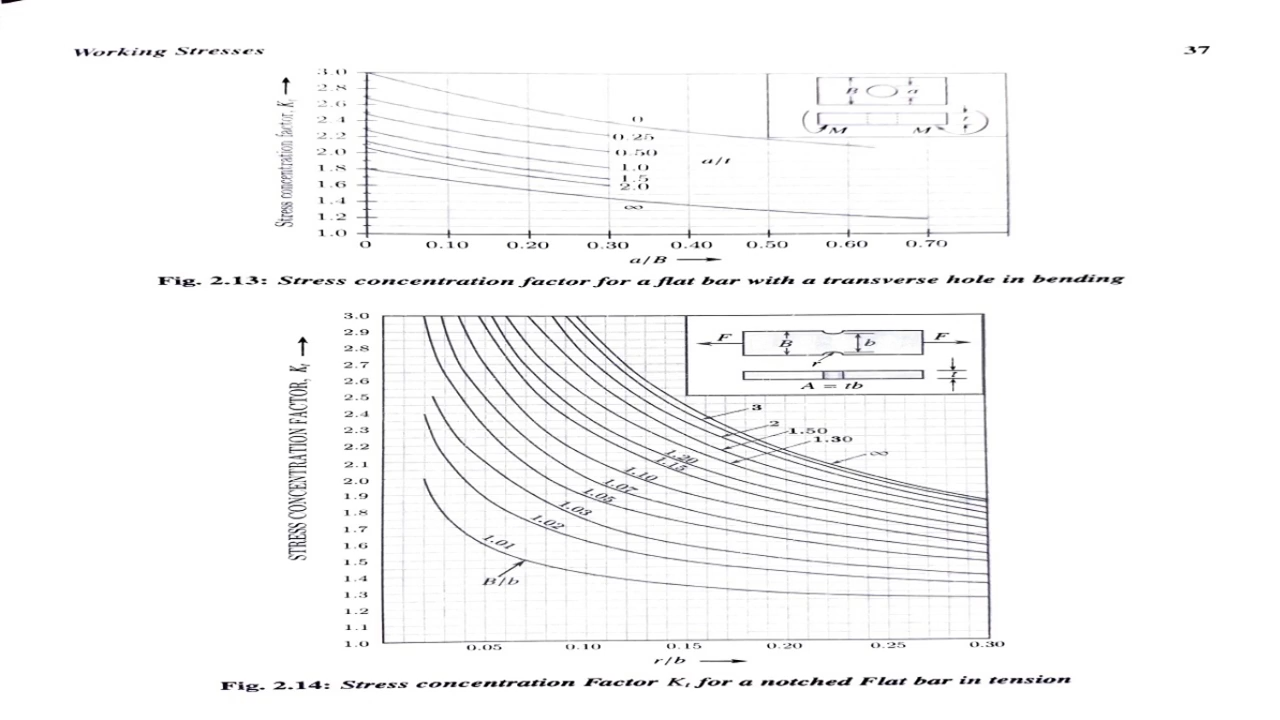 Working Stresses
37
Stress concentration factor, Kt
3.0
2.8
2.6
2.4
2.2
2.0
1.8
1.6
1.4
1.2
1.0
0
0.25
0.50
1.0
1.5
2.0
∞
a/t
B
a
M
M
t
0 0.10 0.20 0.30 0.40 0.50 0.60 0.70
a/B
Fig. 2.13: Stress concentration factor for a flat bar with a transverse hole in bending
STRESS CONCENTRATION FACTOR, Kt
3.0
2.9
2.8
2.7
2.6
2.5
2.4
2.3
2.2
2.1
2.0
1.9
1.8
1.7
1.6
1.5
1.4
1.3
1.2
1.1
1.0
F
B
b
F
r
t
A = tb
3
2
1.50
1.30
∞
1.20
1.15
1.10
1.07
1.05
1.03
1.02
1.01
B/b
0.05 0.10 0.15 0.20 0.25 0.30
r/b
Fig. 2.14: Stress concentration Factor Kt for a notched Flat bar in tension